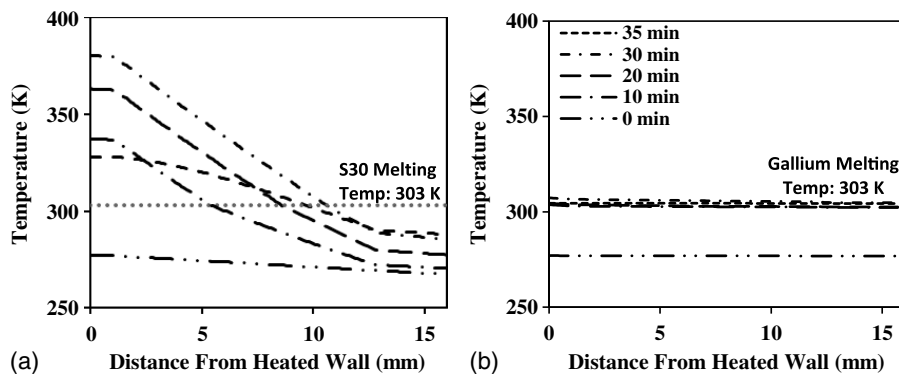 400
350
300
250
Temperature (K)
S30 Melting
Temp: 303 K
0
5
10
15
Distance From Heated Wall (mm)
(a)
400
350
300
250
Temperature (K)
35 min
30 min
20 min
10 min
0 min
Gallium Melting
Temp: 303 K
0
5
10
15
Distance From Heated Wall (mm)
(b)